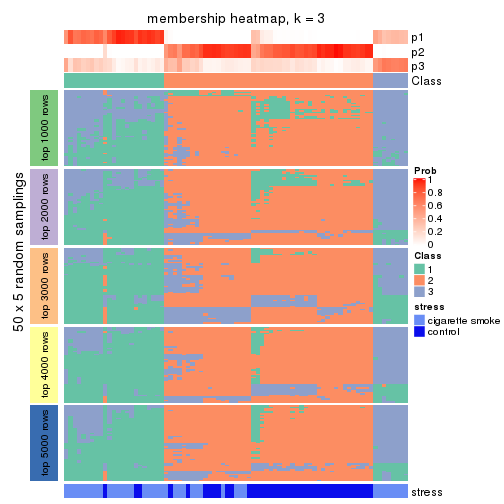 membership heatmap, k = 3
p1
p2
p3
Class
50 x 5 random samplings
top 1000 rows
top 2000 rows
top 3000 rows
top 4000 rows
top 5000 rows
Prob
1
0.8
0.6
0.4
0.2
0
Class
1
2
3
stress
cigarette smoke
control
stress